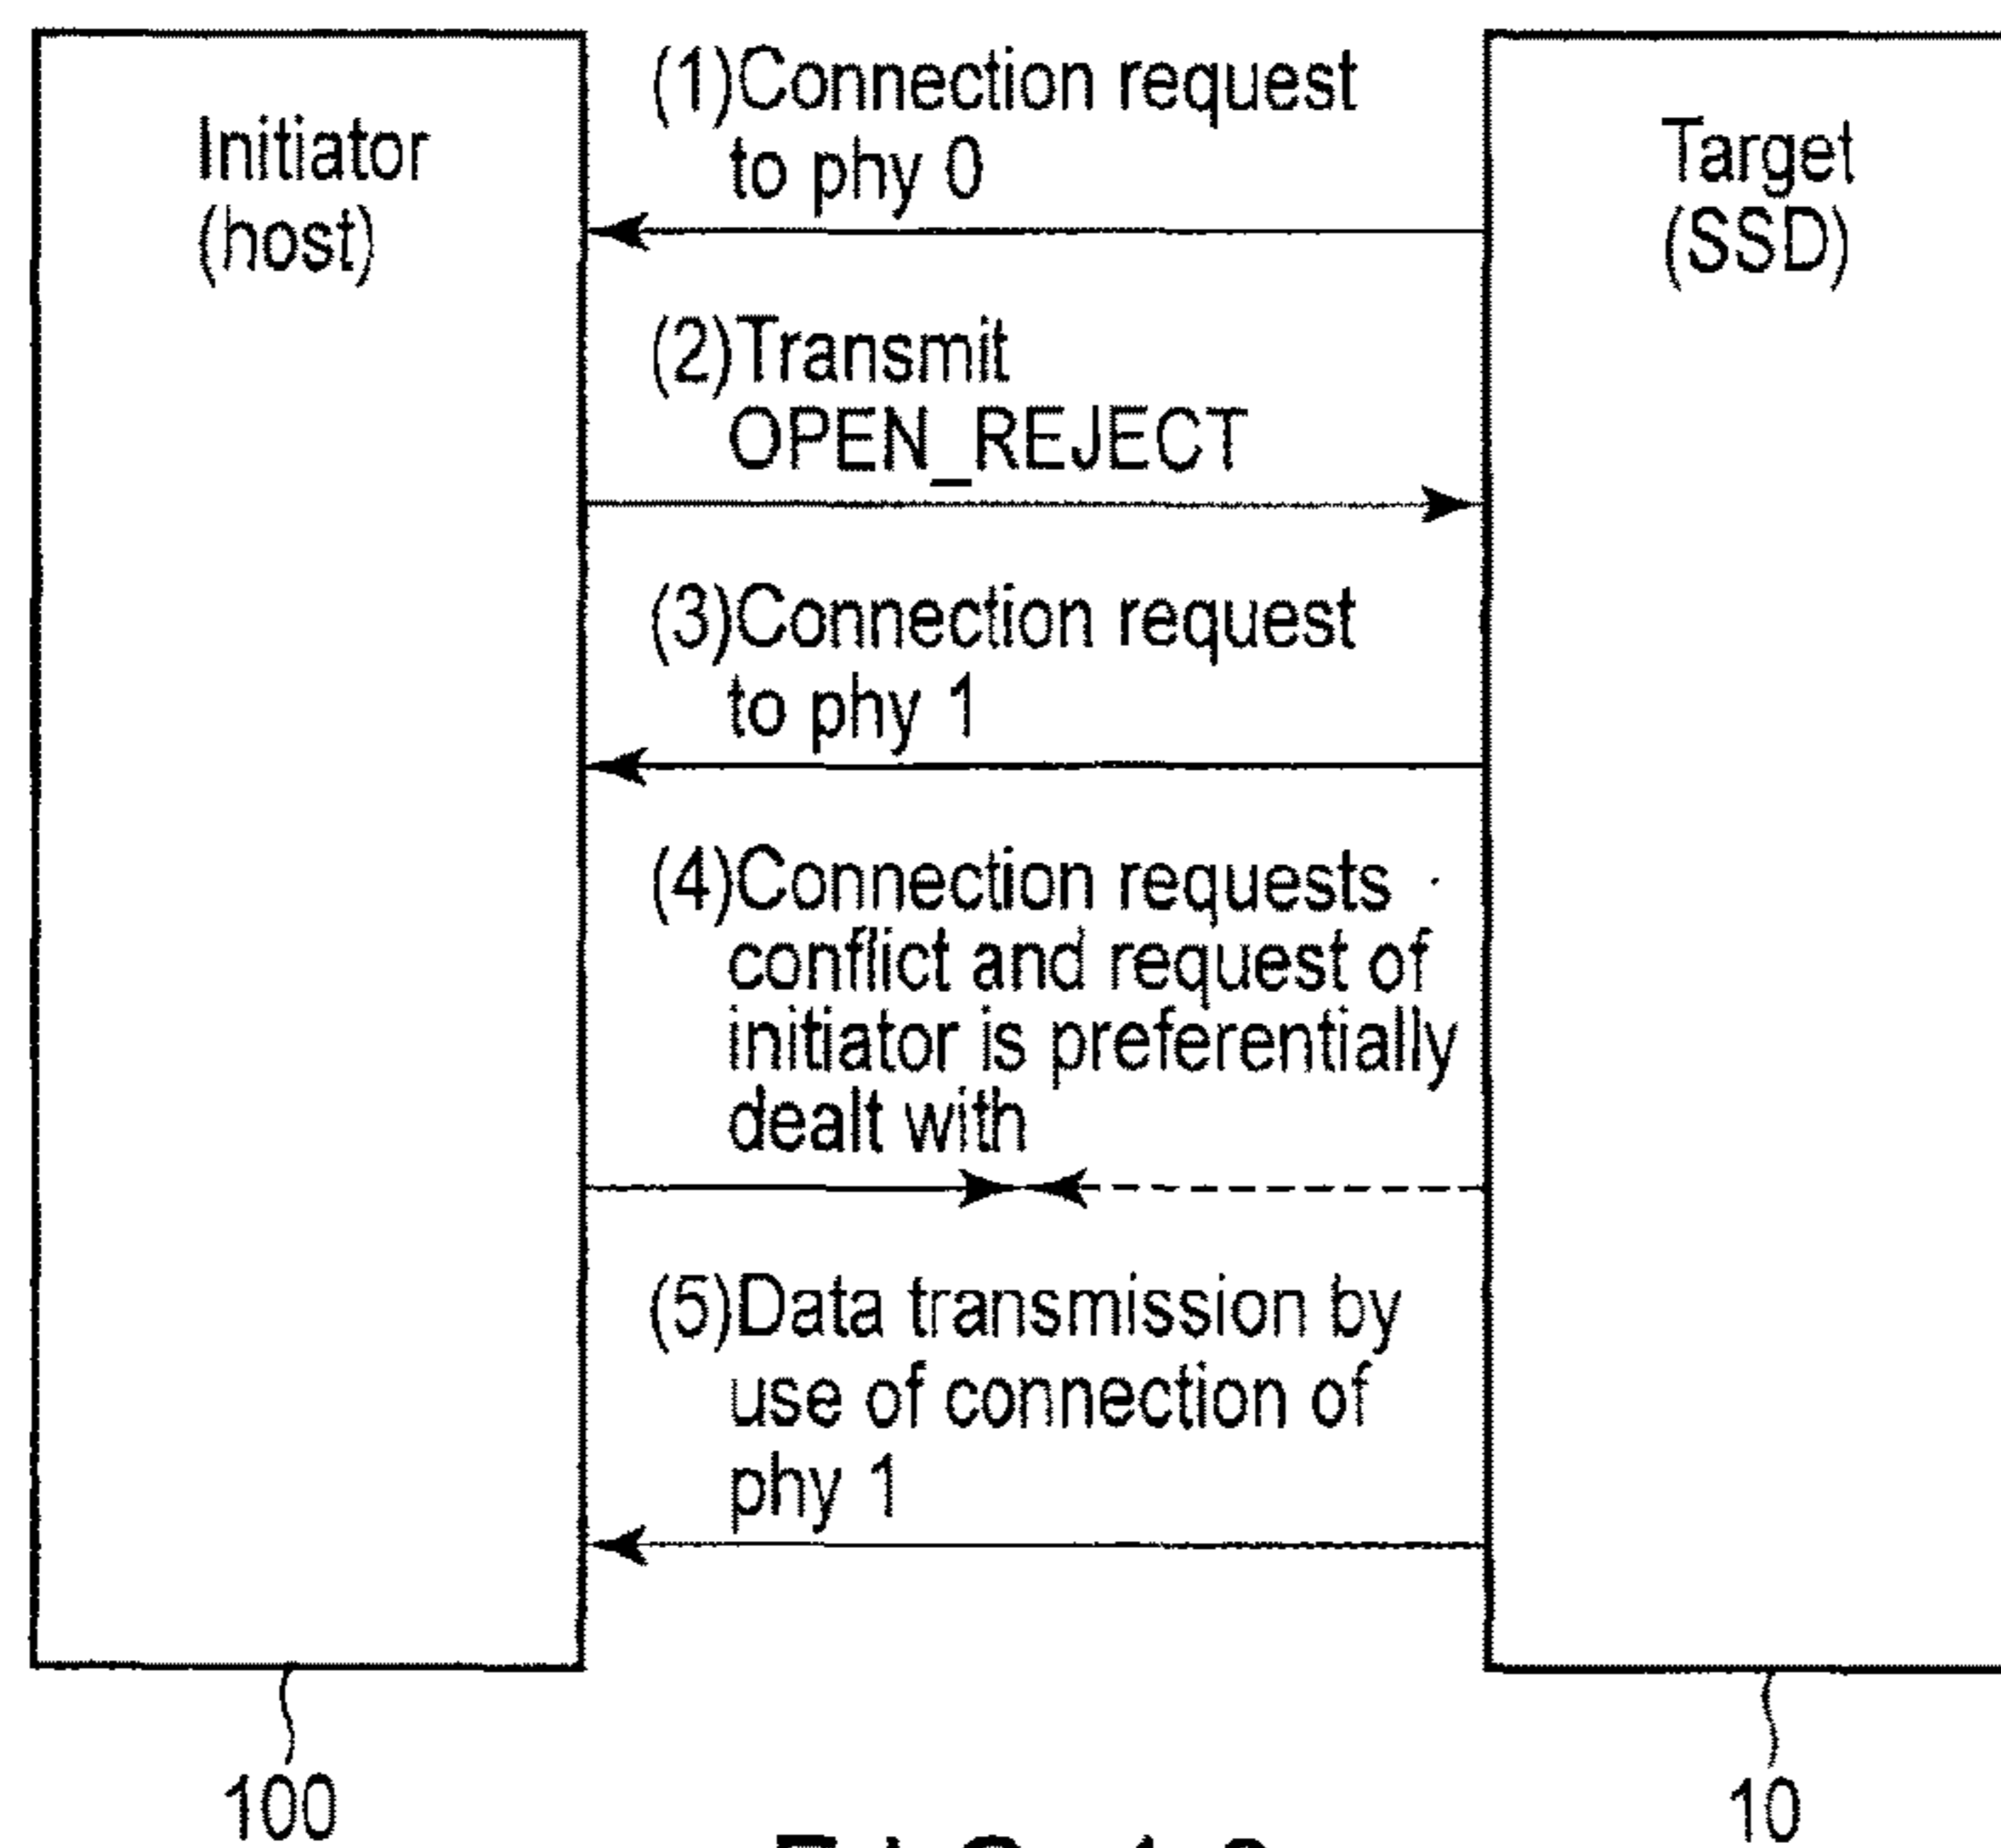 Initiator
(host)
(1)Connection request
to phy 0
Target
(SSD)
(2)Transmit
OPEN_REJECT
(3)Connection request
to phy 1
(4)Connection requests
conflict and request of
initiator is preferentially
dealt with
(5)Data transmission by
use of connection of
phy 1
100
10